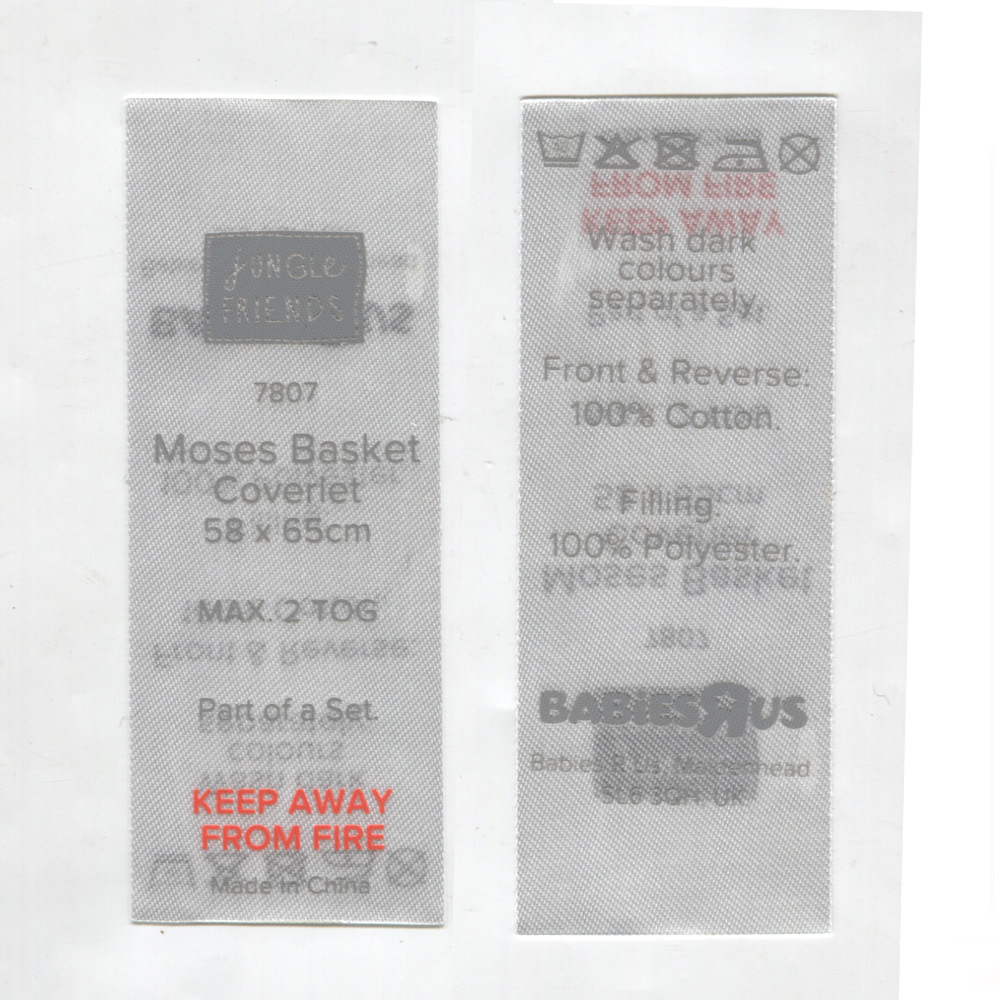 jUNGLe
FRIENDS
7807
Moses Basket
Coverlet
58 x 65cm
MAX. 2 TOG
Part of a Set.
KEEP AWAY
FROM FIRE
Made in China
Wash dark
colours
separately.
Front & Reverse:
100% Cotton.
Filling:
100% Polyester.
BABIESRUS
Babies R Us, Maidenhead
SL6 3QH. UK